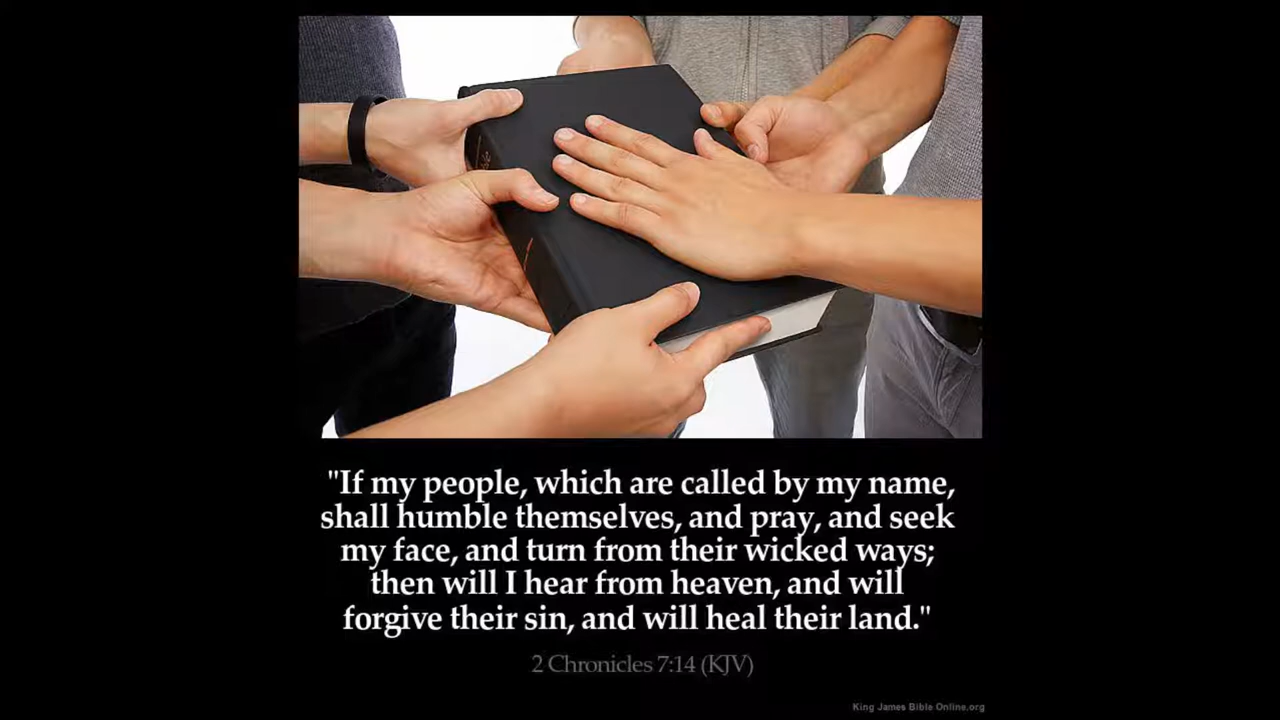 "If my people, which are called by my name,
shall humble themselves, and pray, and seek
my face, and turn from their wicked ways;
then will I hear from heaven, and will
forgive their sin, and will heal their land."
2 Chronicles 7:14 (KJV)
King James Bible Online.org